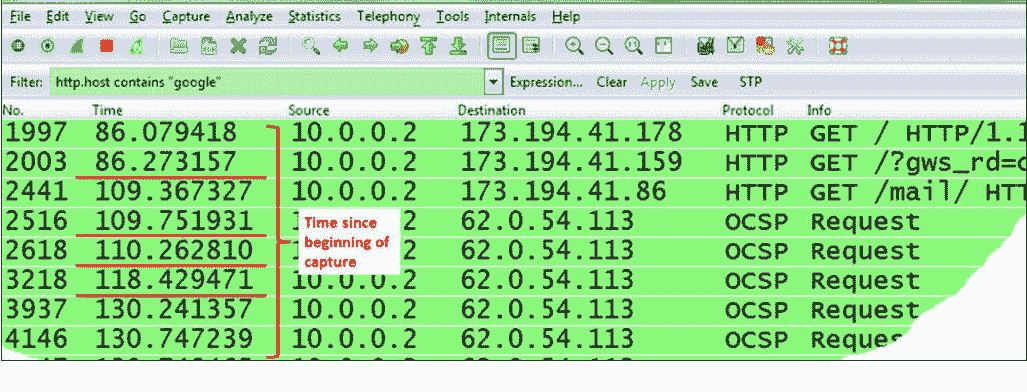 File Edit View Go Capture Analyze Statistics Telephony Tools Internals Help
Filter: http.host contains "google" Expression... Clear Apply Save STP
No. Time Source Destination Protocol Info
1997 86.079418 10.0.0.2 173.194.41.178 HTTP GET / HTTP/1.1
2003 86.273157 10.0.0.2 173.194.41.159 HTTP GET /?gws_rd=c
2441 109.367327 10.0.0.2 173.194.41.86 HTTP GET /mail/ HTT
2516 109.751931 62.0.54.113 OCSP Request
2618 110.262810 62.0.54.113 OCSP Request
3218 118.429471 10.0.0.2 62.0.54.113 OCSP Request
3937 130.241357 10.0.0.2 62.0.54.113 OCSP Request
4146 130.747239 10.0.0.2 62.0.54.113 OCSP Reque
Time since
beginning of
capture